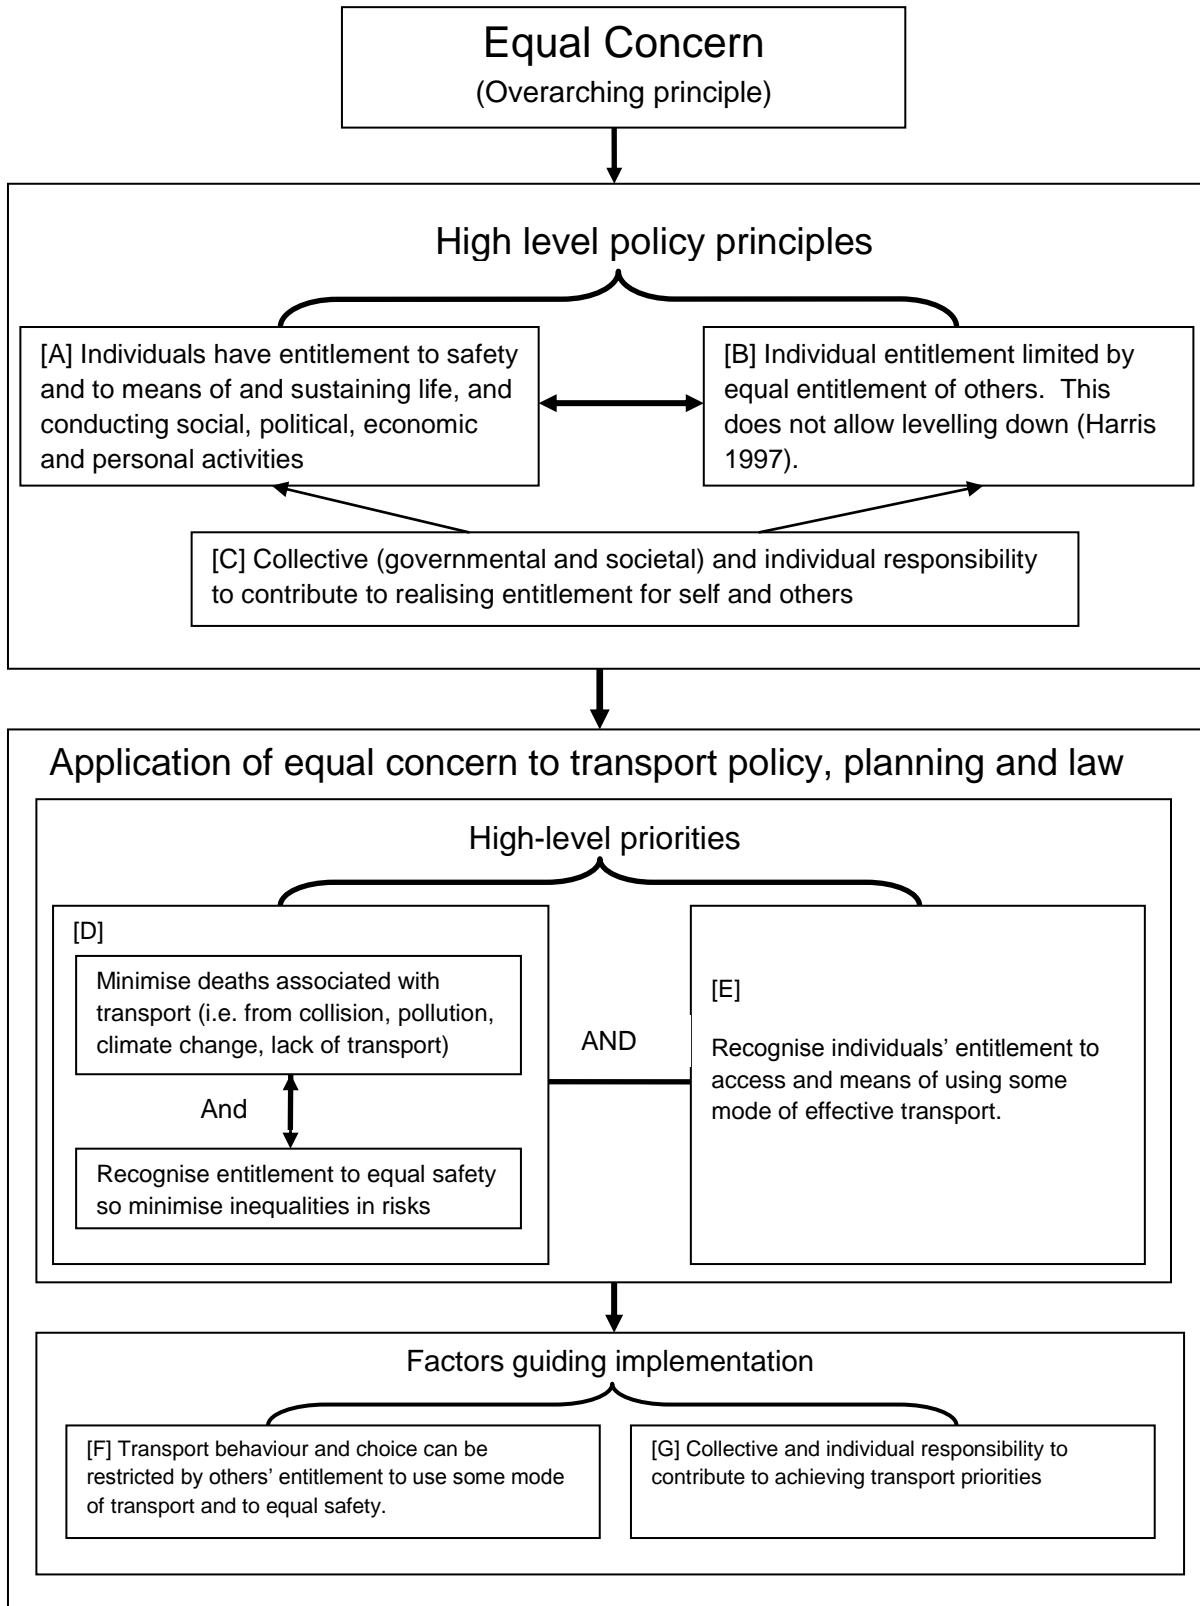 Equal Concern
(Overarching principle)
High level policy principles
[A] Individuals have entitlement to safety
and to means of and sustaining life, and
conducting social, political, economic
and personal activities
[B] Individual entitlement limited by
equal entitlement of others.  This
does not allow levelling down (Harris
1997).
[C] Collective (governmental and societal) and individual responsibility
to contribute to realising entitlement for self and others
Application of equal concern to transport policy, planning and law
High-level priorities
[D]
Minimise deaths associated with
transport (i.e. from collision, pollution,
climate change, lack of transport)
And
Recognise entitlement to equal safety
so minimise inequalities in risks
AND
[E]
Recognise individuals’ entitlement to
access and means of using some
mode of effective transport.
Factors guiding implementation
[F] Transport behaviour and choice can be
restricted by others’ entitlement to use some mode
of transport and to equal safety.
[G] Collective and individual responsibility to
contribute to achieving transport priorities